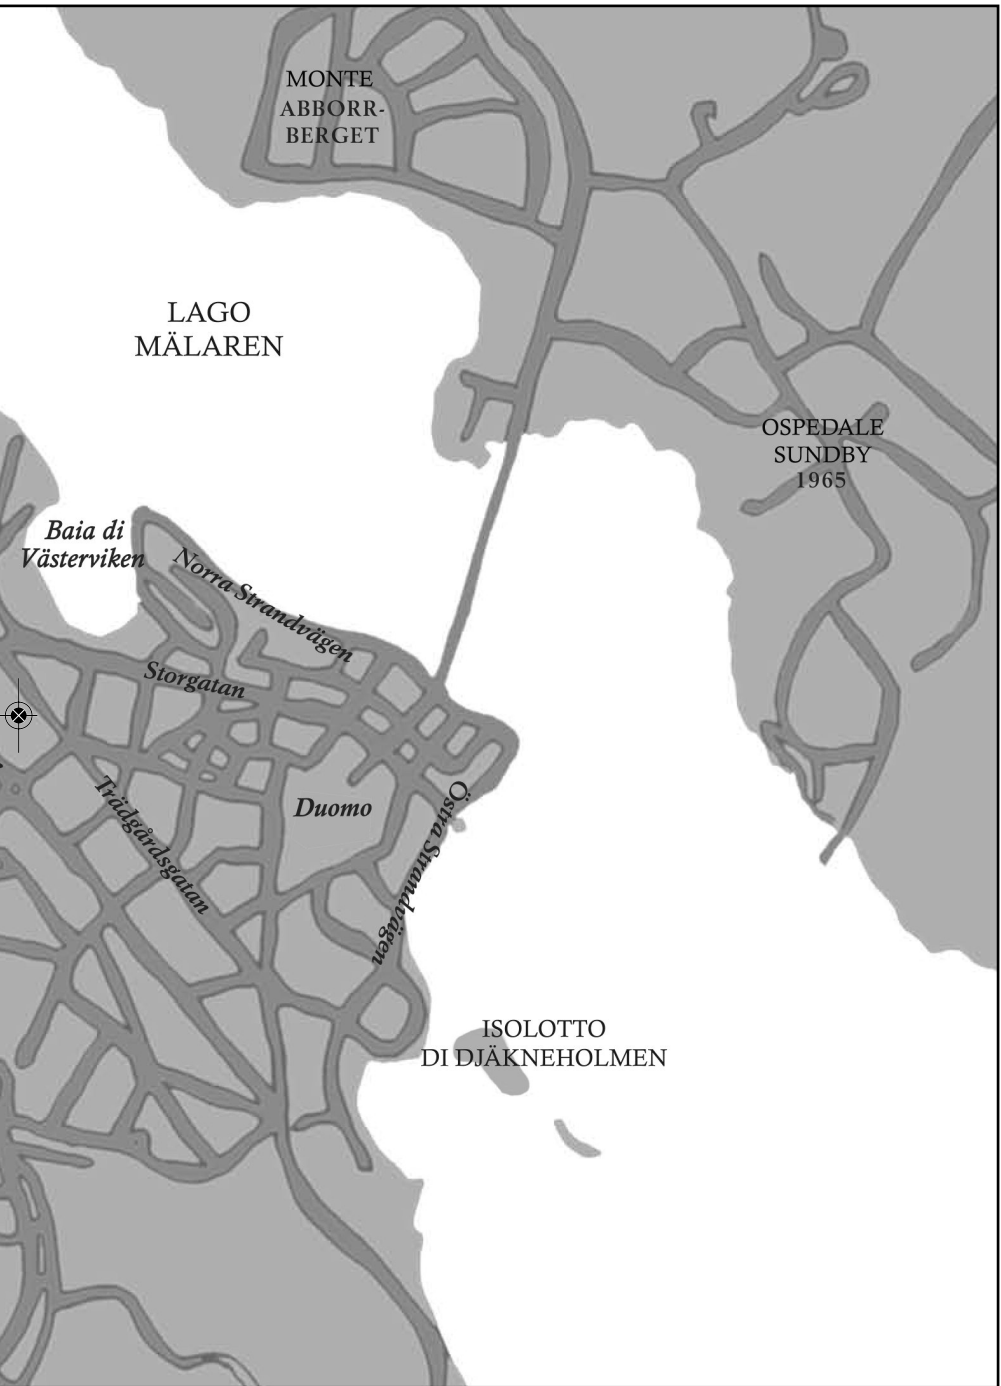 MONTE
ABBORR-
BERGET
LAGO
MÄLAREN
OSPEDALE
SUNDBY
1965
Baia di
Västerviken
Norra Strandvägen
Storgatan
Trädgårdsgatan
Duomo
Östra Strandvägen
ISOLOTTO
DI DJÄKNEHOLMEN